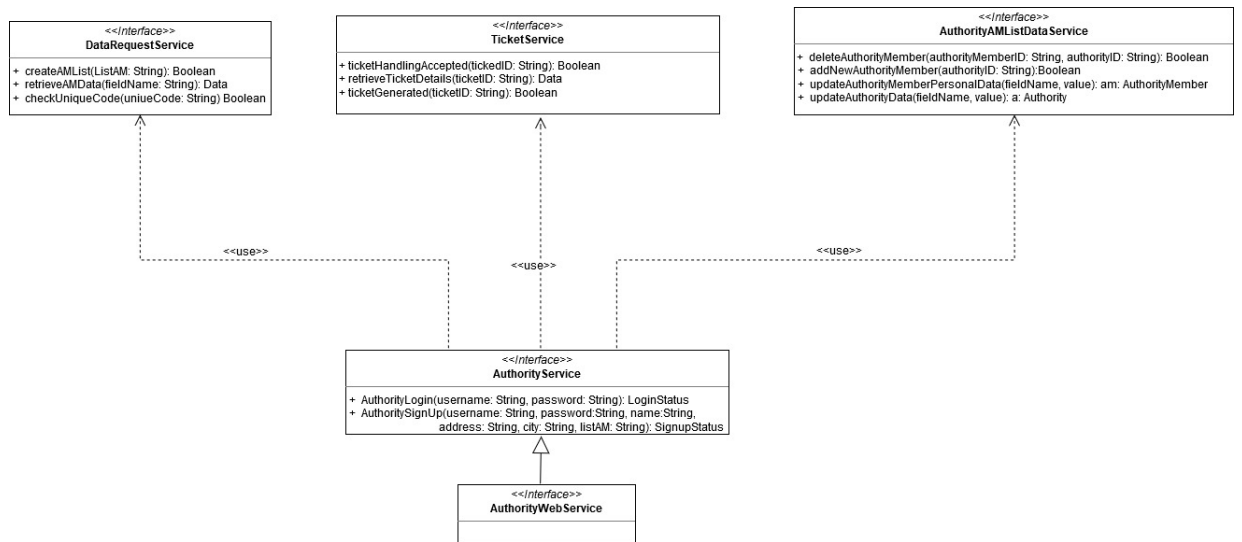 <<Interface>>
DataRequestService
+ createAMList(ListAM: String): Boolean
+ retrieveAMData(fieldName: String): Data
+ checkUniqueCode(uniueCode: String) Boolean
<<Interface>>
TicketService
+ ticketHandlingAccepted(tickedID: String): Boolean
+ retrieveTicketDetails(ticketID: String): Data
+ ticketGenerated(ticketID: String): Boolean
<<Interface>>
AuthorityAMListDataService
+ deleteAuthorityMember(authorityMemberID: String, authorityID: String): Boolean
+ addNewAuthorityMember(authorityID: String):Boolean
+ updateAuthorityMemberPersonalData(fieldName, value): am: AuthorityMember
+ updateAuthorityData(fieldName, value): a: Authority
<<use>>
<<use>>
<<use>>
<<Interface>>
AuthorityService
+ AuthorityLogin(username: String, password: String): LoginStatus
+ AuthoritySignUp(username: String, password:String, name:String,
address: String, city: String, listAM: String): SignupStatus
<<Interface>>
AuthorityWebService